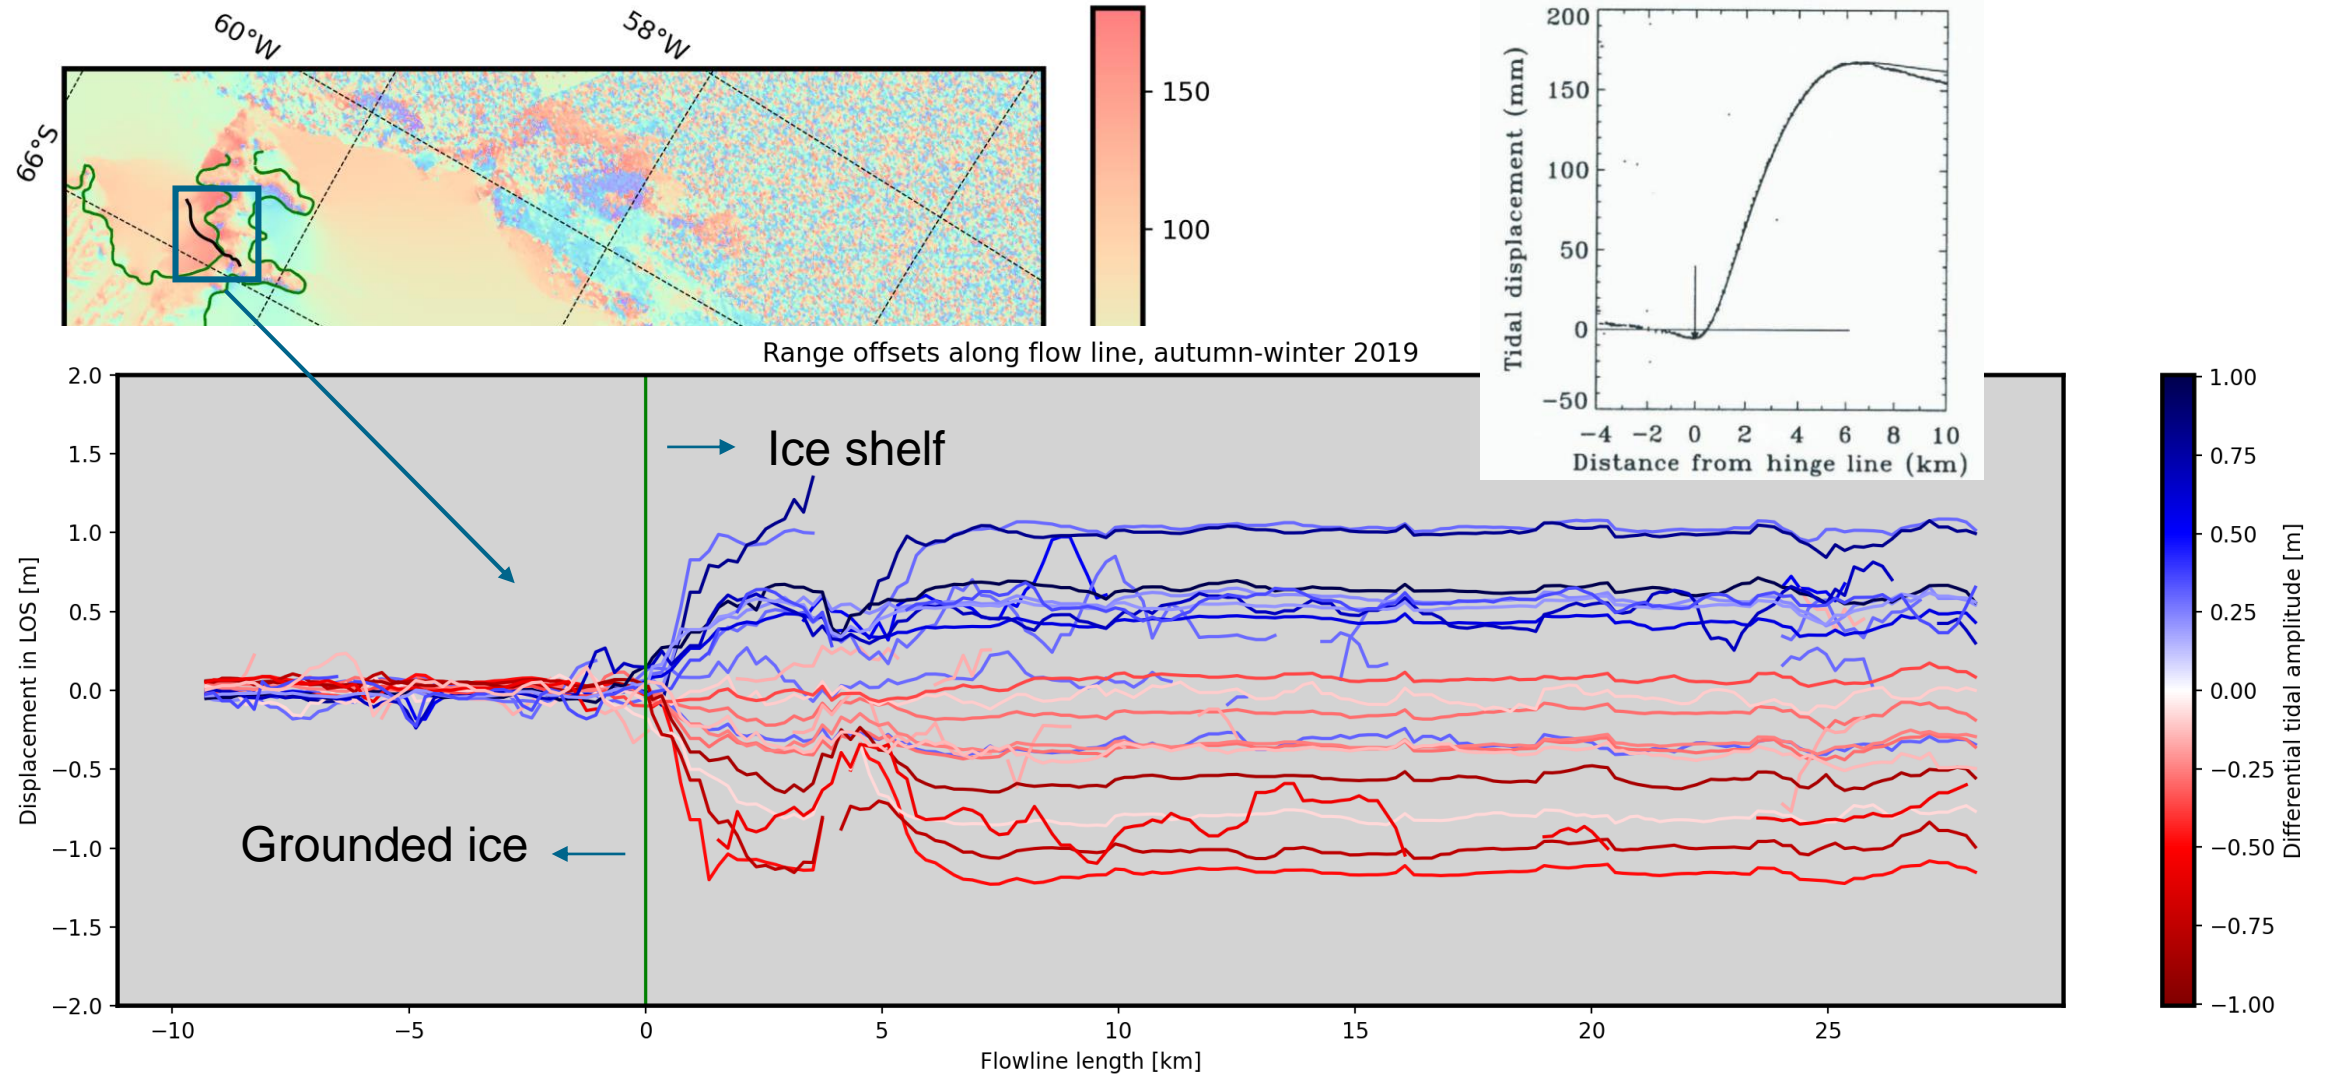 60°W
58°W
66°S
150
100
200
150
100
50
0
−50
Tidal displacement (mm)
−4 −2 0 2 4 6 8 10
Distance from hinge line (km)
Range offsets along flow line, autumn-winter 2019
2.0
1.5
1.0
0.5
0.0
−0.5
−1.0
−1.5
−2.0
Displacement in LOS [m]
Ice shelf
Grounded ice
−10 −5 0 5 10 15 20 25
Flowline length [km]
1.00
0.75
0.50
0.25
0.00
−0.25
−0.50
−0.75
−1.00
Differential tidal amplitude [m]